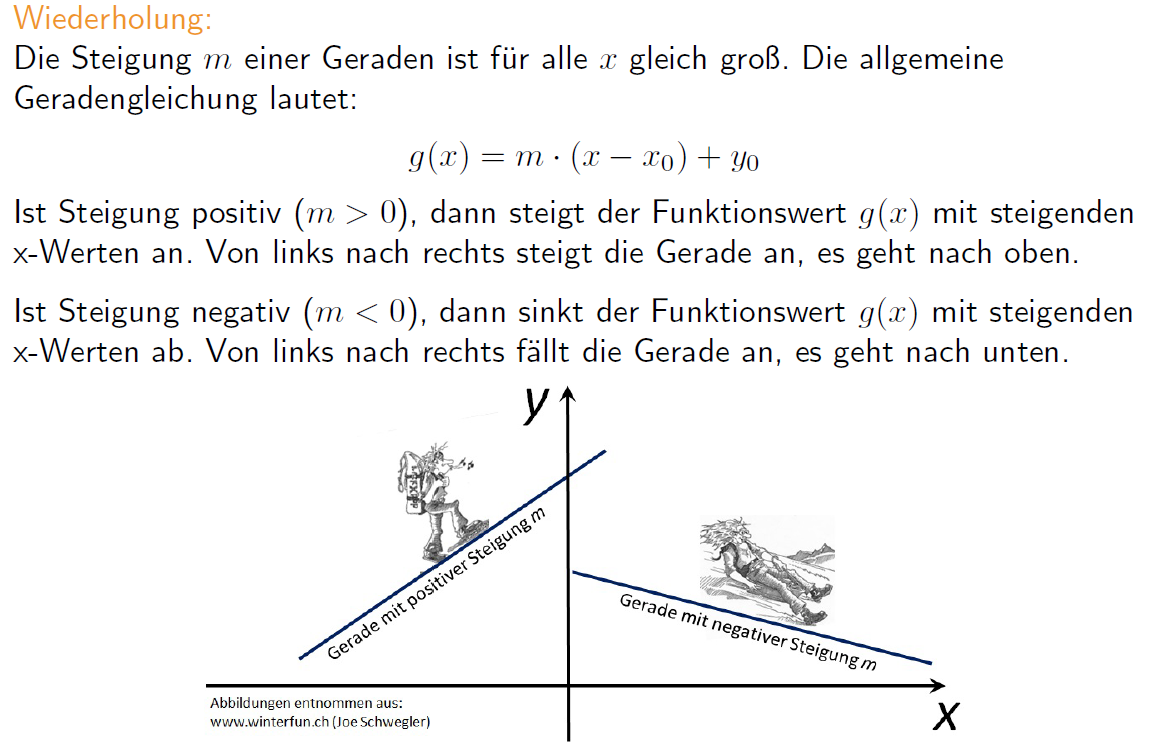 Wiederholung:
Die Steigung m einer Geraden ist für alle x gleich groß. Die allgemeine
Geradengleichung lautet:
g(x) = m · (x − x₀) + y₀
Ist Steigung positiv (m > 0), dann steigt der Funktionswert g(x) mit steigenden
x-Werten an. Von links nach rechts steigt die Gerade an, es geht nach oben.
Ist Steigung negativ (m < 0), dann sinkt der Funktionswert g(x) mit steigenden
x-Werten ab. Von links nach rechts fällt die Gerade an, es geht nach unten.
y
Gerade mit positiver Steigung m
Gerade mit negativer Steigung m
x
Abbildungen entnommen aus:
www.winterfun.ch (Joe Schwegler)